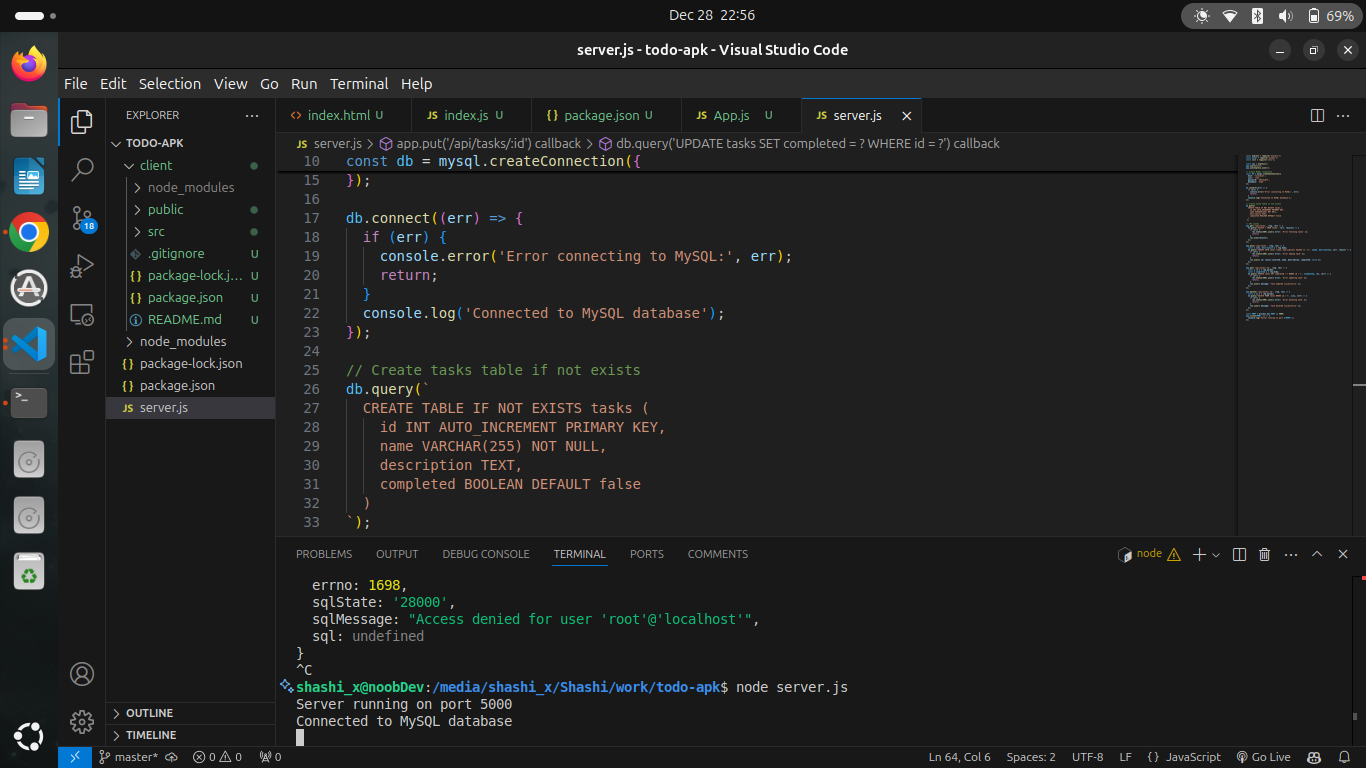 Dec 28 22:56
69%
server.js - todo-apk - Visual Studio Code
File Edit Selection View Go Run Terminal Help
EXPLORER
TODO-APK
client
node_modules
public
src
.gitignore U
package-lock.j... U
package.json U
README.md U
node_modules
package-lock.json
package.json
server.js
OUTLINE
TIMELINE
18
index.html U
index.js U
package.json U
App.js U
server.js
server.js > app.put('/api/tasks/:id') callback > db.query('UPDATE tasks SET completed = ? WHERE id = ?') callback
10 const db = mysql.createConnection({
15 });
16
17 db.connect((err) => {
18 if (err) {
19 console.error('Error connecting to MySQL:', err);
20 return;
21 }
22 console.log('Connected to MySQL database');
23 });
24
25 // Create tasks table if not exists
26 db.query(`
27 CREATE TABLE IF NOT EXISTS tasks (
28 id INT AUTO_INCREMENT PRIMARY KEY,
29 name VARCHAR(255) NOT NULL,
30 description TEXT,
31 completed BOOLEAN DEFAULT false
32 )
33 `);
PROBLEMS OUTPUT DEBUG CONSOLE TERMINAL PORTS COMMENTS
node
errno: 1698,
sqlState: '28000',
sqlMessage: "Access denied for user 'root'@'localhost'",
sql: undefined
}
^C
shashi_x@noobDev:/media/shashi_x/Shashi/work/todo-apk$ node server.js
Server running on port 5000
Connected to MySQL database
master* 0 0 0 Ln 64, Col 6 Spaces: 2 UTF-8 LF {} JavaScript Go Live